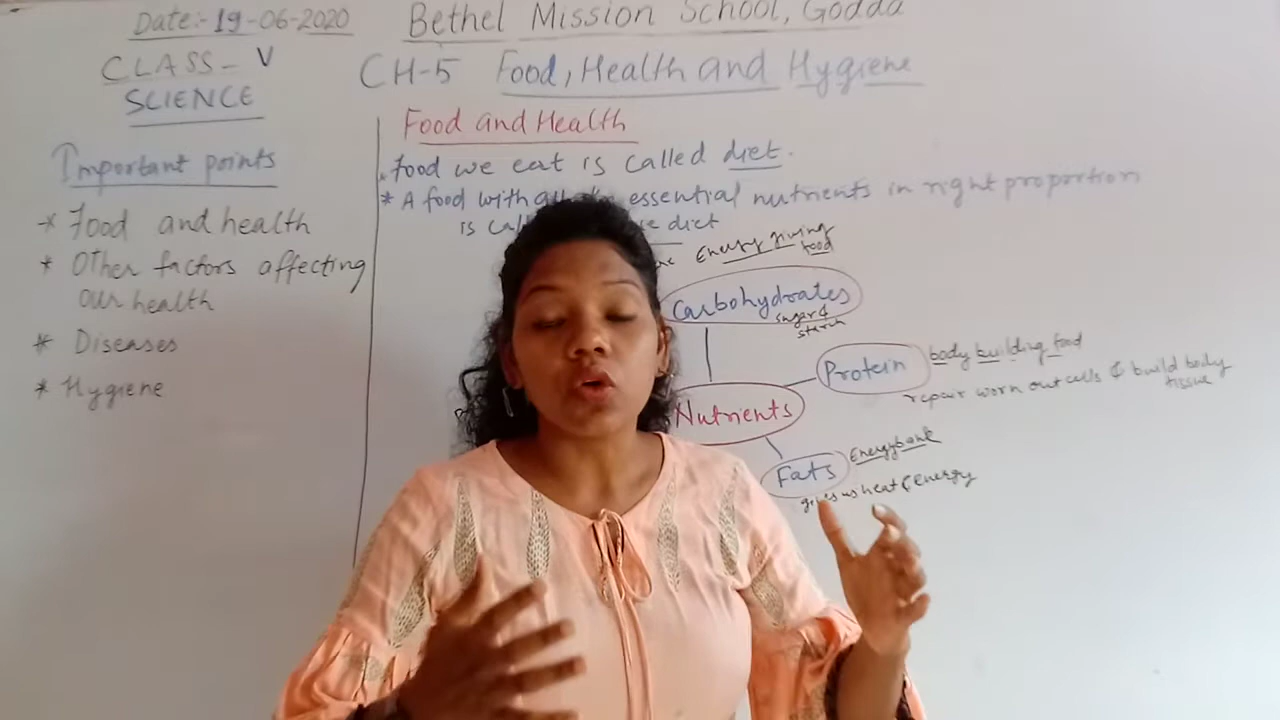 Date:- 19-06-2020
Bethel Mission School, Godda
CLASS - V
SCIENCE
CH-5 Food, Health and Hygiene
Important points
* Food and health
* Other factors affecting
our health
* Diseases
* Hygiene
Food and Health
Food we eat is called diet.
* A food with essential nutrients in right proportion
is diet
Energy giving
food
Carbohydrates
sugar &
starch
Protein
body building food
repair worn out cells & build body
tissue
Nutrients
Fats
Energy bank
gives us heat & energy